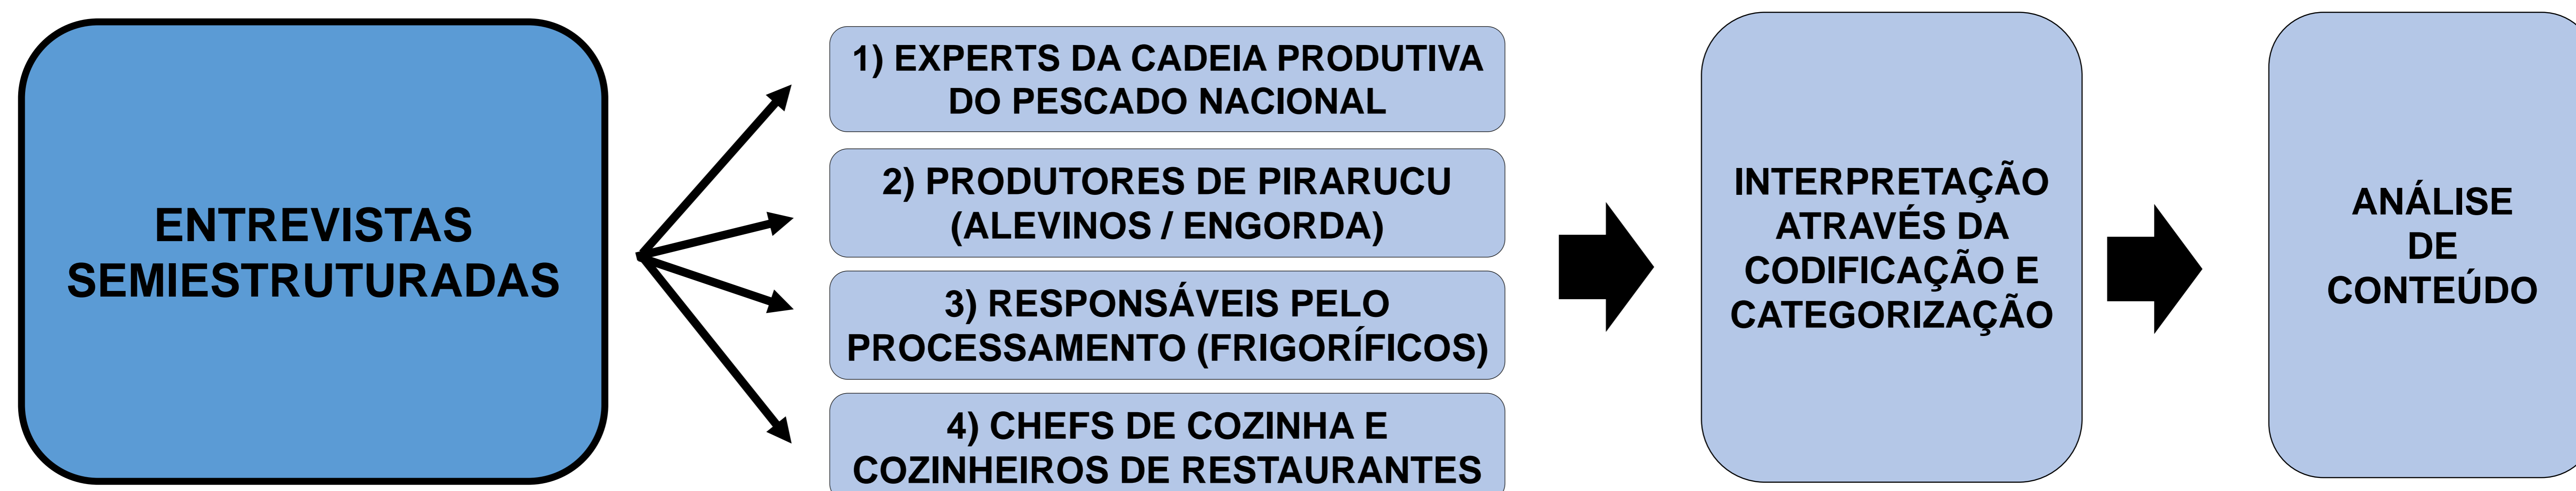 ENTREVISTAS
SEMIESTRUTURADAS
1) EXPERTS DA CADEIA PRODUTIVA
DO PESCADO NACIONAL
2) PRODUTORES DE PIRARUCU
(ALEVINOS / ENGORDA)
3) RESPONSÁVEIS PELO
PROCESSAMENTO (FRIGORÍFICOS)
4) CHEFS DE COZINHA E
COZINHEIROS DE RESTAURANTES
INTERPRETAÇÃO
ATRAVÉS DA
CODIFICAÇÃO E
CATEGORIZAÇÃO
ANÁLISE
DE
CONTEÚDO